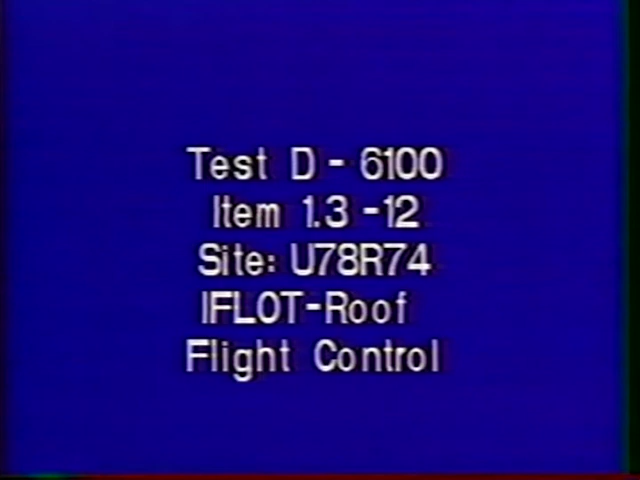 Test D - 6100
Item 1.3 -12
Site: U78R74
IFLOT-Roof
Flight Control